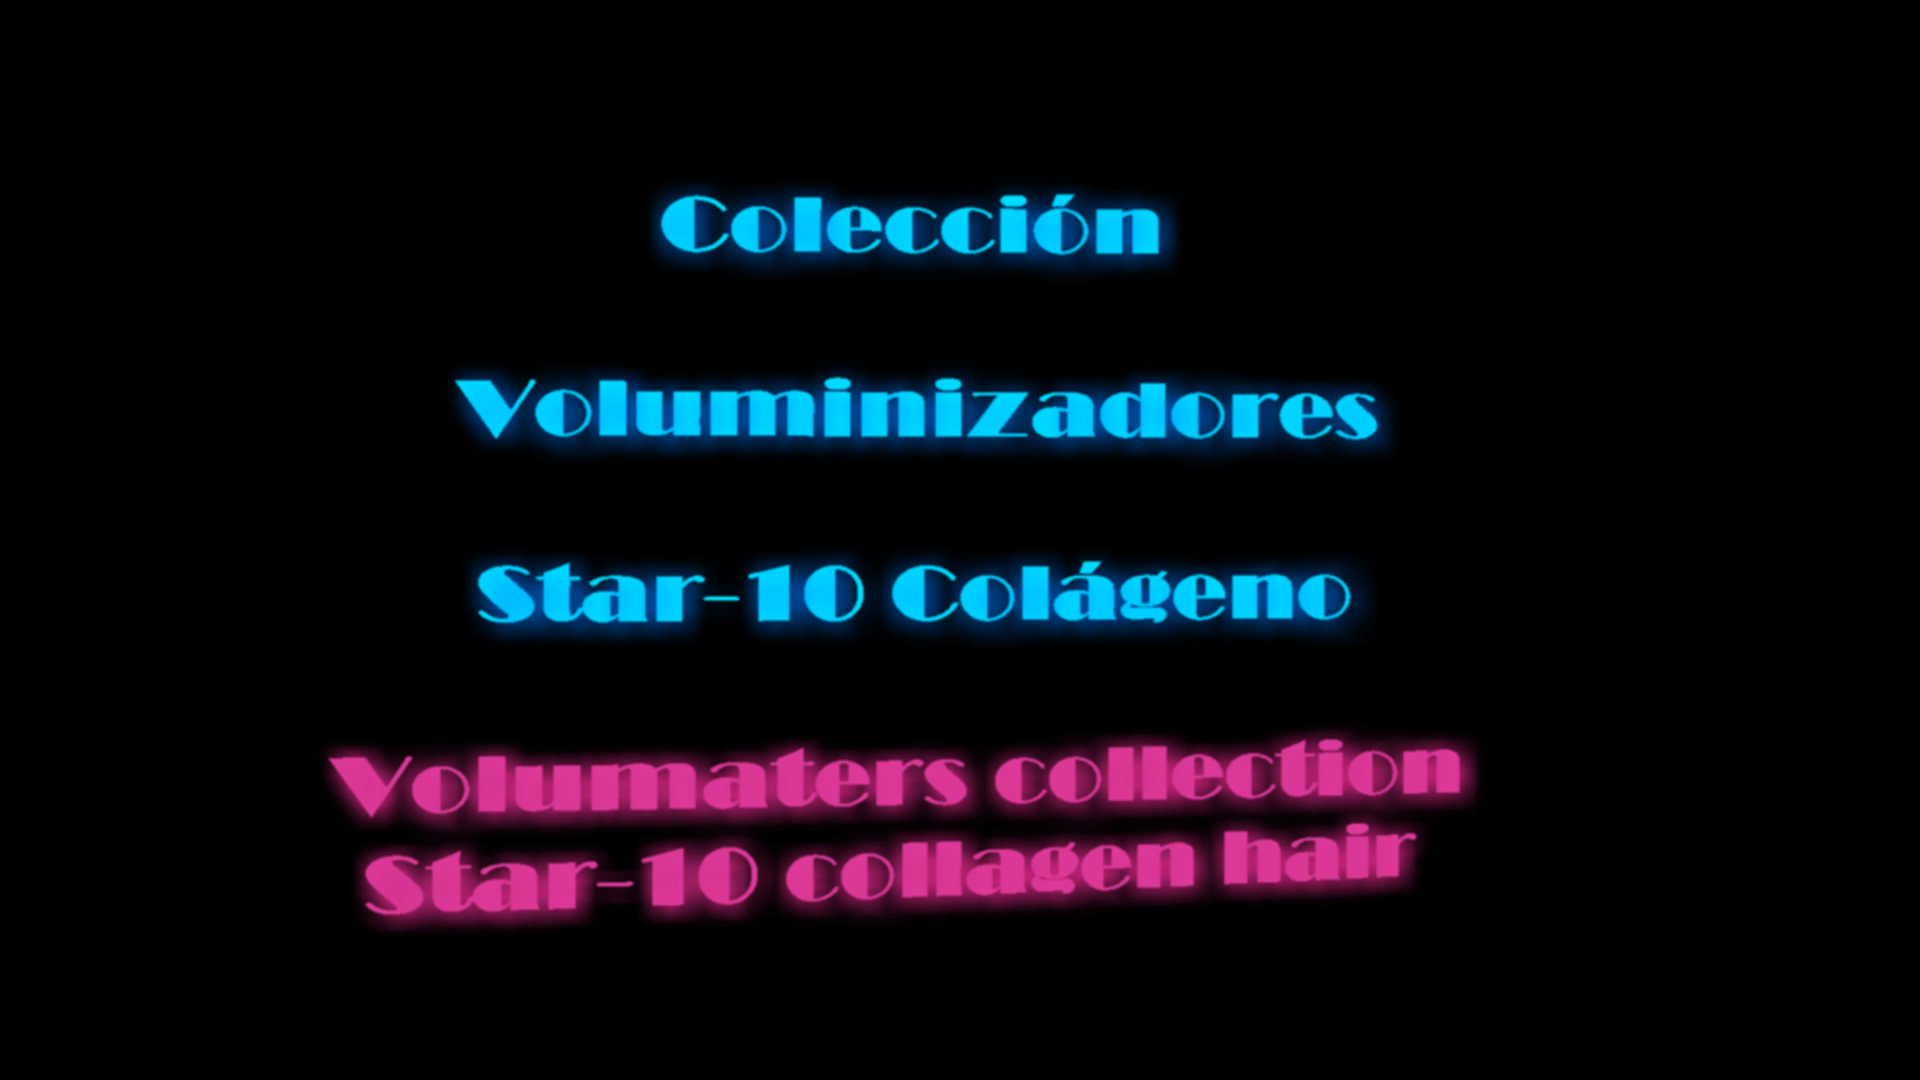 Colección
Voluminizadores
Star-10 Colágeno
Volumaters collection
Star-10 collagen hair